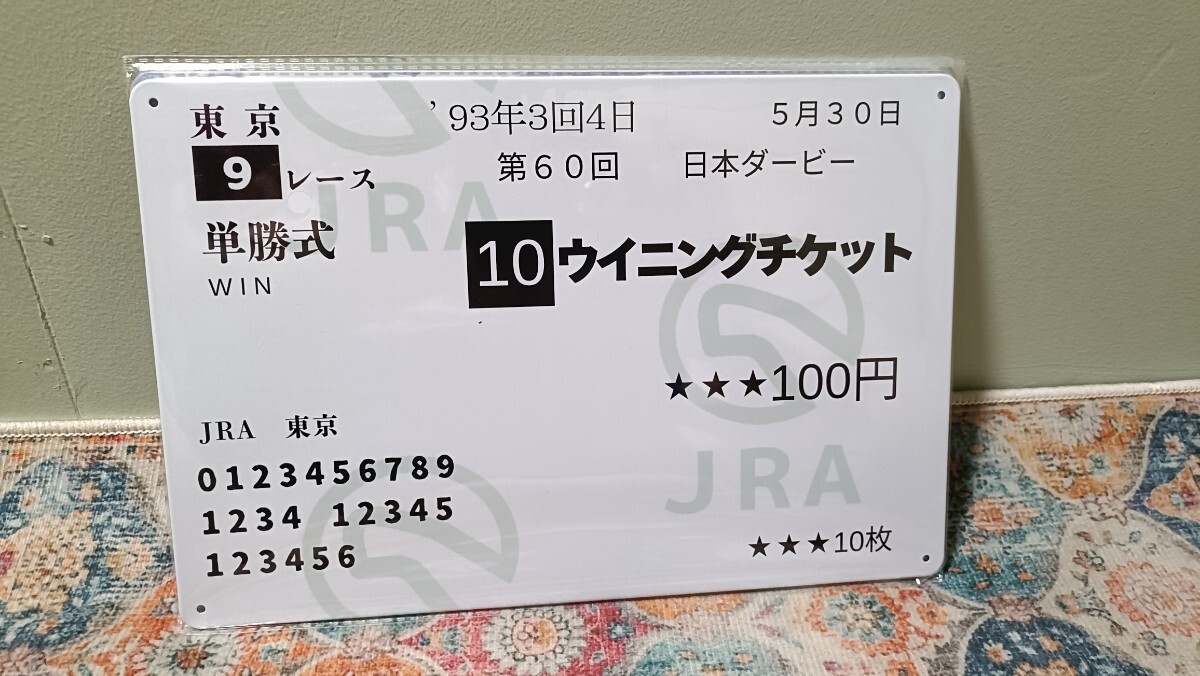 東京 ’93年3回4日 5月30日
9レース 第60回 日本ダービー
JRA
単勝式 10ウイニングチケット
WIN
★★★100円
JRA 東京
JRA
0123456789
1234 12345
123456 ★★★10枚